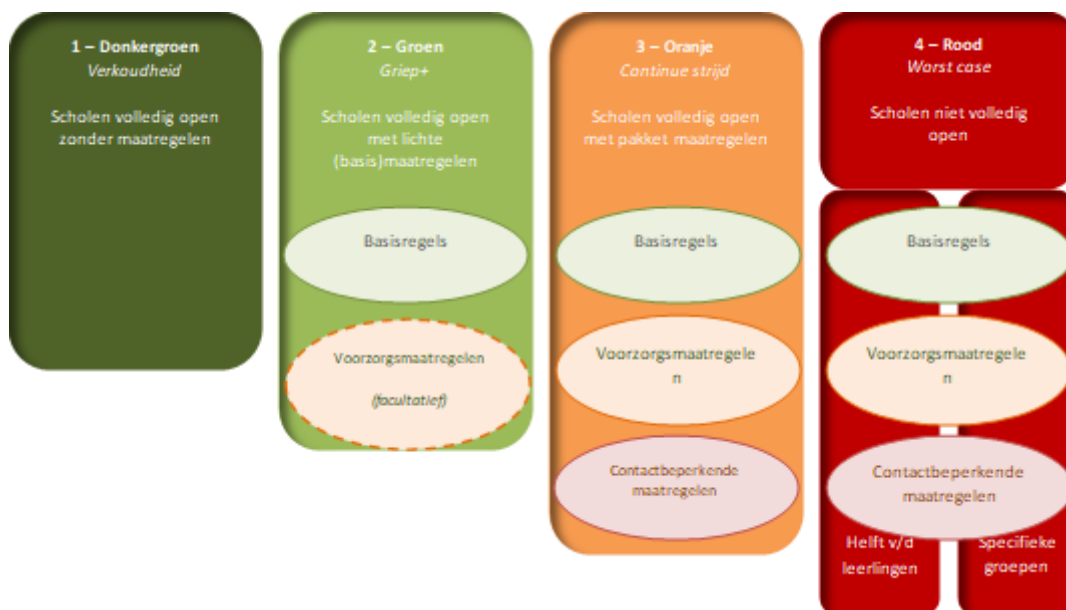 1 – Donkergroen
Verkoudheid
Scholen volledig open
zonder maatregelen
2 – Groen
Griep+
Scholen volledig open
met lichte
(basis)maatregelen
Basisregels
Voorzorgsmaatregelen
(facultatief)
3 – Oranje
Continue strijd
Scholen volledig open
met pakket maatregelen
Basisregels
Voorzorgsmaatregele
n
Contactbeperkende
maatregelen
4 – Rood
Worst case
Scholen niet volledig
open
Basisregels
Voorzorgsmaatregele
n
Contactbeperkende
maatregelen
Helft v/d
leerlingen
Specifieke
groepen